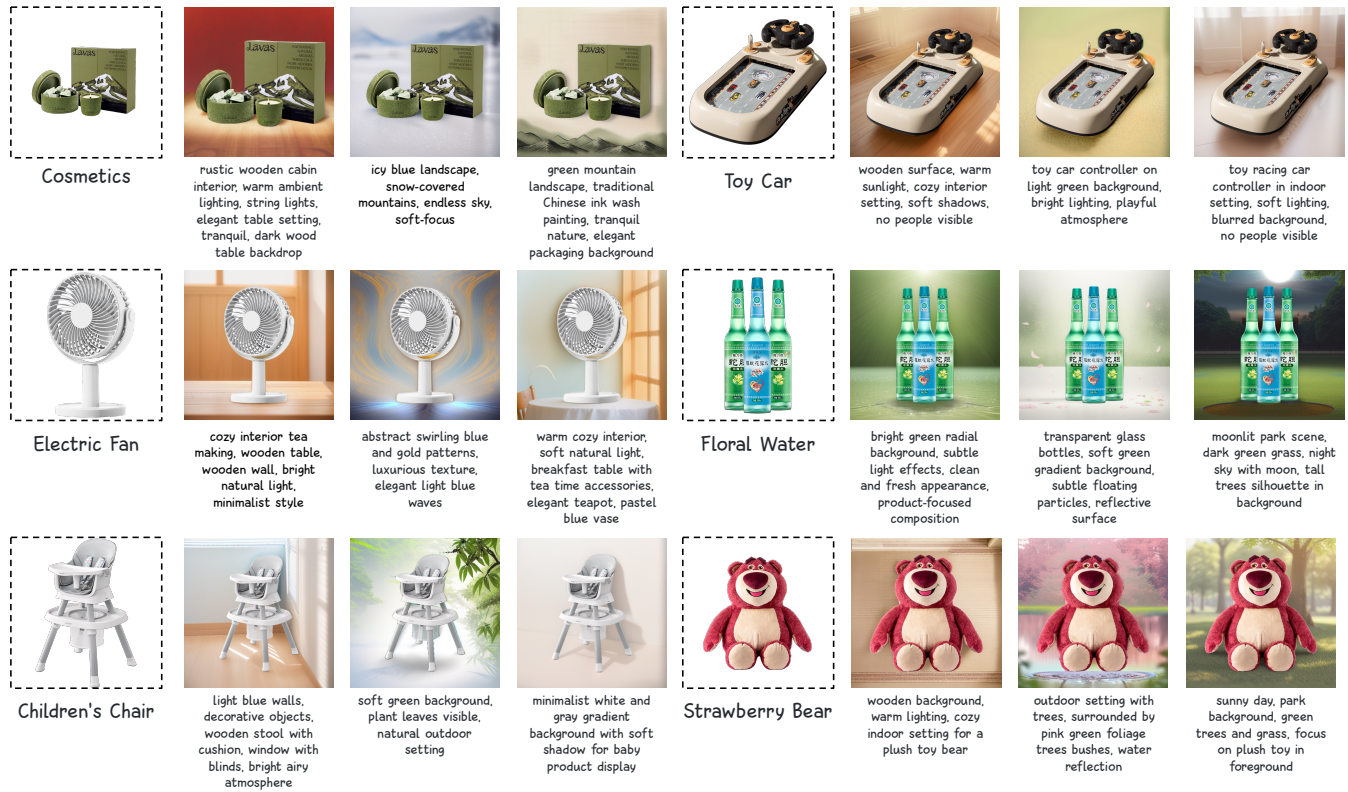 Lavas
Lavas
Lavas
Lavas
Cosmetics
rustic wooden cabin
interior, warm ambient
lighting, string lights,
elegant table setting,
tranquil, dark wood
table backdrop
icy blue landscape,
snow-covered
mountains, endless sky,
soft-focus
green mountain
landscape, traditional
Chinese ink wash
painting, tranquil
nature, elegant
packaging background
Toy Car
wooden surface, warm
sunlight, cozy interior
setting, soft shadows,
no people visible
toy car controller on
light green background,
bright lighting, playful
atmosphere
toy racing car
controller in indoor
setting, soft lighting,
blurred background,
no people visible
Electric Fan
cozy interior tea
making, wooden table,
wooden wall, bright
natural light,
minimalist style
abstract swirling blue
and gold patterns,
luxurious texture,
elegant light blue
waves
warm cozy interior,
soft natural light,
breakfast table with
tea time accessories,
elegant teapot, pastel
blue vase
Floral Water
bright green radial
background, subtle
light effects, clean
and fresh appearance,
product-focused
composition
transparent glass
bottles, soft green
gradient background,
subtle floating
particles, reflective
surface
moonlit park scene,
dark green grass, night
sky with moon, tall
trees silhouette in
background
Children's Chair
light blue walls,
decorative objects,
wooden stool with
cushion, window with
blinds, bright airy
atmosphere
soft green background,
plant leaves visible,
natural outdoor
setting
minimalist white and
gray gradient
background with soft
shadow for baby
product display
Strawberry Bear
wooden background,
warm lighting, cozy
indoor setting for a
plush toy bear
outdoor setting with
trees, surrounded by
pink green foliage
trees bushes, water
reflection
sunny day, park
background, green
trees and grass, focus
on plush toy in
foreground